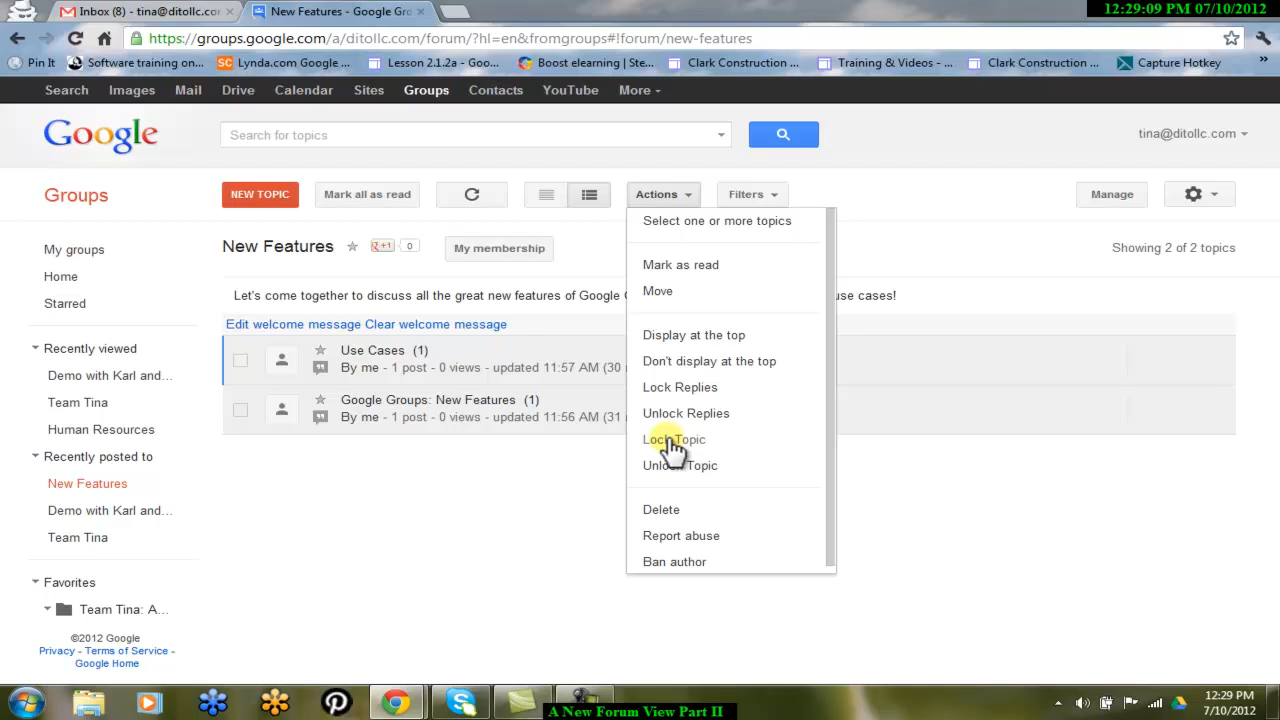 12:29:09 PM 07/10/2012
Inbox (8) - tina@ditollc.com
New Features - Google Gro
https://groups.google.com/a/ditollc.com/forum/?hl=en&fromgroups#!forum/new-features
Pin It Software training on... SC Lynda.com Google ... Lesson 2.1.2a - Goo... Boost elearning | Ste... Clark Construction ... Training & Videos - ... Clark Construction ... Capture Hotkey »
Search Images Mail Drive Calendar Sites Groups Contacts YouTube More
Google Search for topics tina@ditollc.com
Groups NEW TOPIC Mark all as read Actions Filters Manage
New Features +1 0 My membership Showing 2 of 2 topics
Let's come together to discuss all the great new features of Google use cases!
Edit welcome message Clear welcome message
Use Cases (1)
By me - 1 post - 0 views - updated 11:57 AM (30
Google Groups: New Features (1)
By me - 1 post - 0 views - updated 11:56 AM (31
Select one or more topics
Mark as read
Move
Display at the top
Don't display at the top
Lock Replies
Unlock Replies
Lock Topic
Unlock Topic
Delete
Report abuse
Ban author
My groups
Home
Starred
Recently viewed
Demo with Karl and...
Team Tina
Human Resources
Recently posted to
New Features
Demo with Karl and...
Team Tina
Favorites
Team Tina: A...
©2012 Google
Privacy - Terms of Service -
Google Home
12:29 PM
7/10/2012
A New Forum View Part II